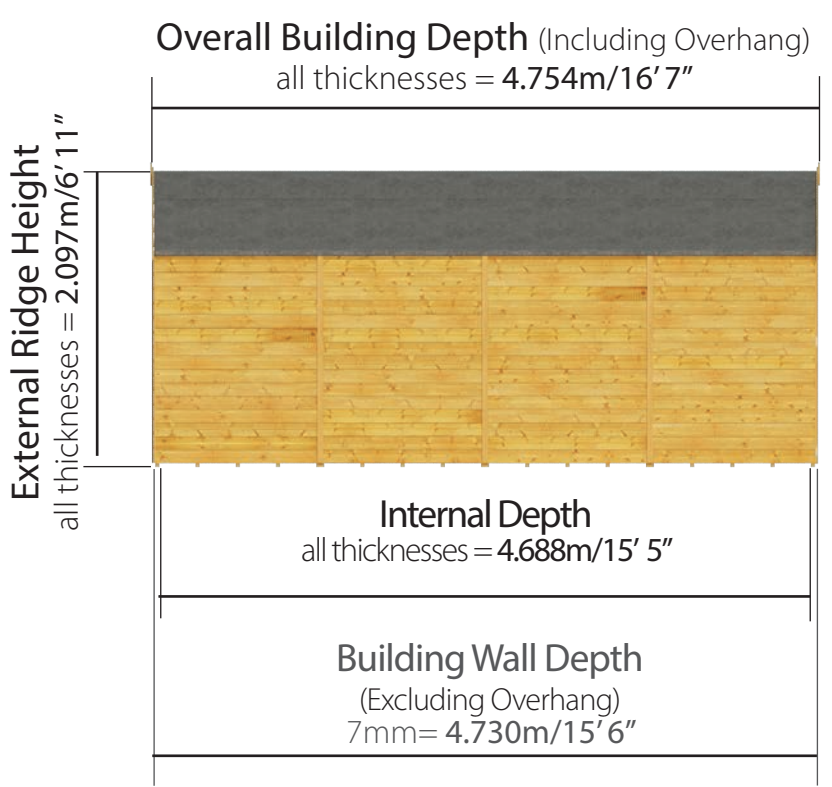 Overall Building Depth (Including Overhang)
all thicknesses = 4.754m/16’ 7’’
External Ridge Height
all thicknesses = 2.097m/6’ 11’’
Internal Depth
all thicknesses = 4.688m/15’ 5’’
Building Wall Depth
(Excluding Overhang)
7mm= 4.730m/15’ 6’’